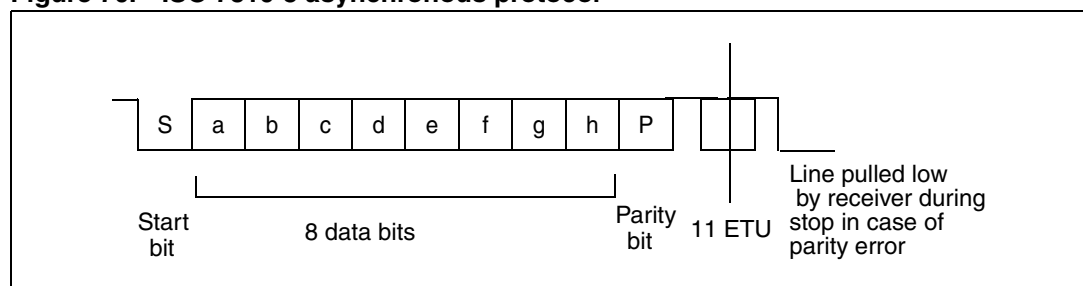 S a b c d e f g h P
Start
bit
8 data bits
Parity
bit
11 ETU
Line pulled low
by receiver during
stop in case of
parity error